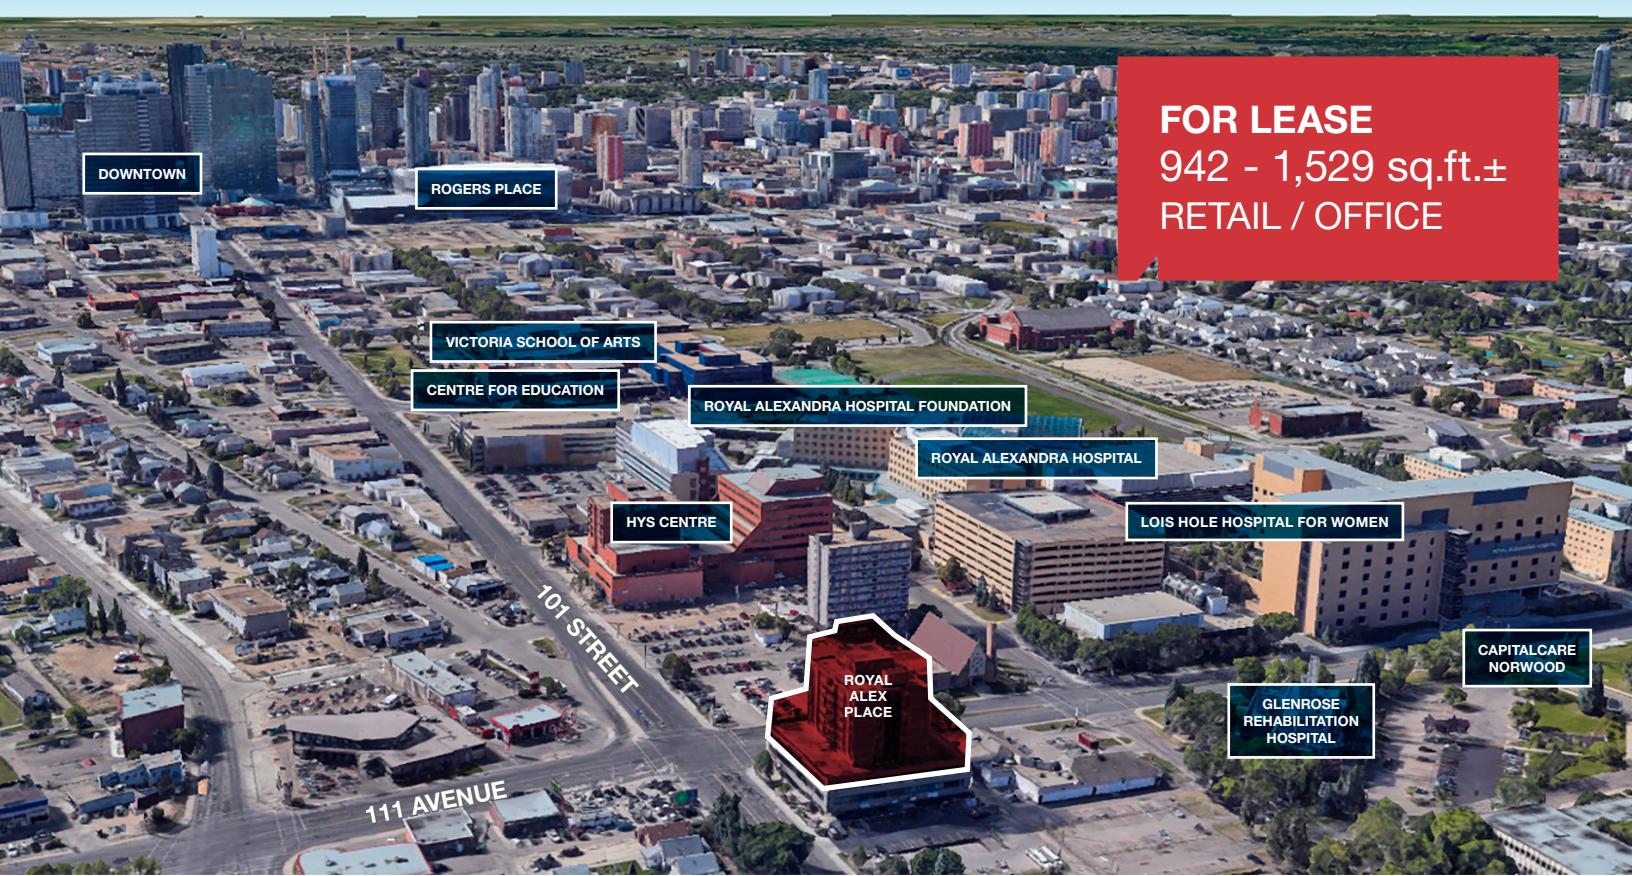 FOR LEASE
942 - 1,529 sq.ft.±
RETAIL / OFFICE
DOWNTOWN
ROGERS PLACE
VICTORIA SCHOOL OF ARTS
CENTRE FOR EDUCATION
ROYAL ALEXANDRA HOSPITAL FOUNDATION
ROYAL ALEXANDRA HOSPITAL
HYS CENTRE
LOIS HOLE HOSPITAL FOR WOMEN
101 STREET
CAPITALCARE
NORWOOD
ROYAL
ALEX
PLACE
GLENROSE
REHABILITATION
HOSPITAL
111 AVENUE